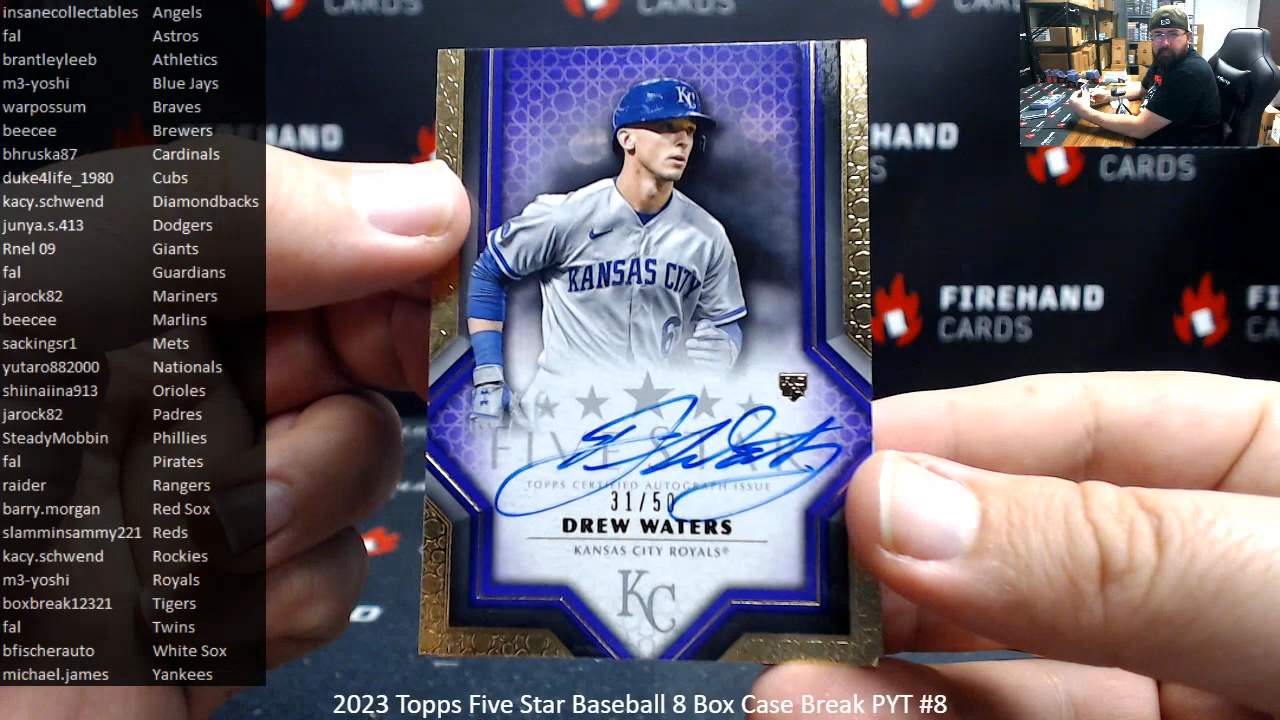 insanecollectables Angels
fal Astros
brantleyleeb Athletics
m3-yoshi Blue Jays
warpossum Braves
beecee Brewers
bhruska87 Cardinals
duke4life_1980 Cubs
kacy.schwend Diamondbacks
junya.s.413 Dodgers
Rnel 09 Giants
fal Guardians
jarock82 Mariners
beecee Marlins
sackingsr1 Mets
yutaro882000 Nationals
shiinaiina913 Orioles
jarock82 Padres
SteadyMobbin Phillies
fal Pirates
raider Rangers
barry.morgan Red Sox
slamminsammy221 Reds
kacy.schwend Rockies
m3-yoshi Royals
boxbreak12321 Tigers
fal Twins
bfischerauto White Sox
michael.james Yankees
KC
KANSAS CITY
6
FIVE STAR
TOPPS CERTIFIED AUTOGRAPH ISSUE
31/50
DREW WATERS
KANSAS CITY ROYALS®
KC
CARDS
CARDS
CARDS
FIREHAND
CARDS
FIREHAND
CARDS
2023 Topps Five Star Baseball 8 Box Case Break PYT #8